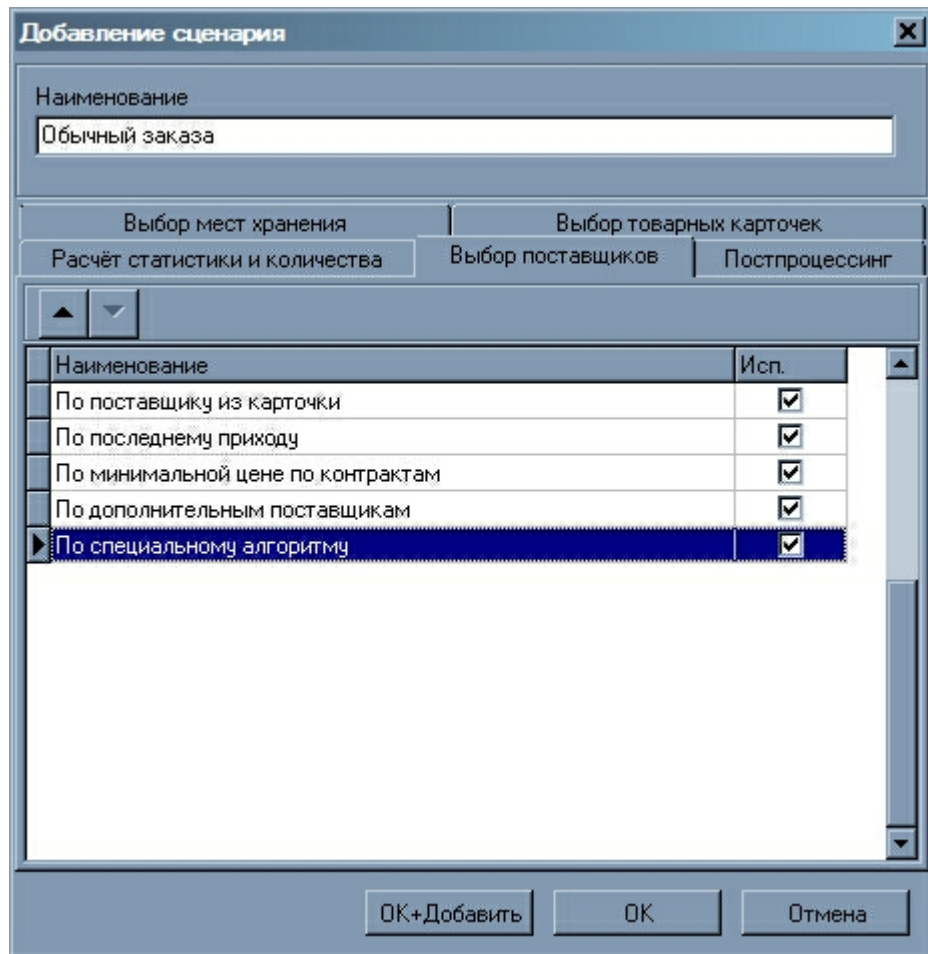 Добавление сценария
Наименование
Обычный заказа
Выбор мест хранения Выбор товарных карточек
Расчёт статистики и количества Выбор поставщиков Постпроцессинг
Наименование Исп.
По поставщику из карточки
По последнему приходу
По минимальной цене по контрактам
По дополнительным поставщикам
По специальному алгоритму
ОК+Добавить ОК Отмена